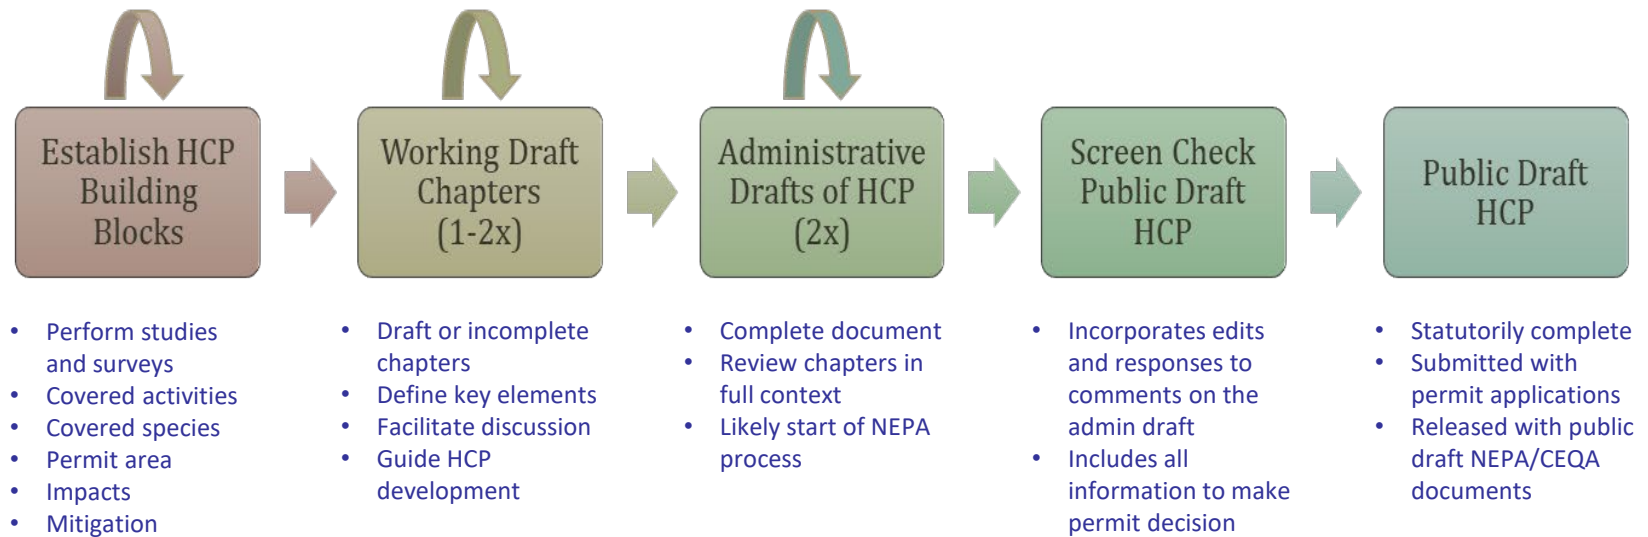 Establish HCP
Building
Blocks
Working Draft
Chapters
(1-2x)
Administrative
Drafts of HCP
(2x)
Screen Check
Public Draft
HCP
Public Draft
HCP
• Perform studies
and surveys
• Covered activities
• Covered species
• Permit area
• Impacts
• Mitigation
• Draft or incomplete
chapters
• Define key elements
• Facilitate discussion
• Guide HCP
development
• Complete document
• Review chapters in
full context
• Likely start of NEPA
process
• Incorporates edits
and responses to
comments on the
admin draft
• Includes all
information to make
permit decision
• Statutorily complete
• Submitted with
permit applications
• Released with public
draft NEPA/CEQA
documents